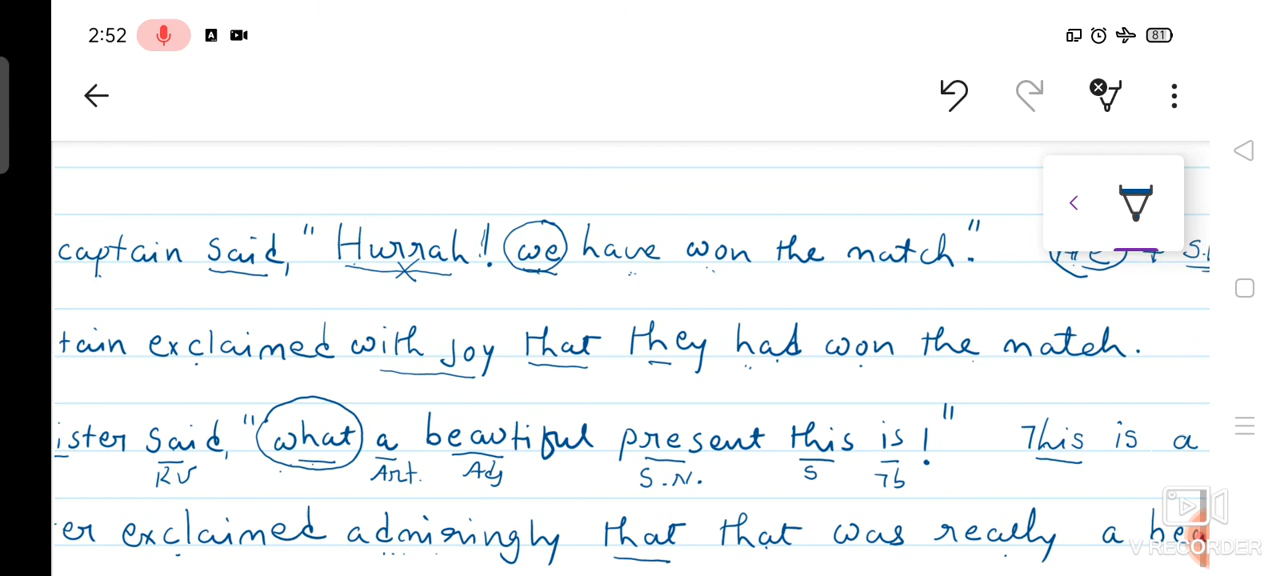 2:52 A 81
captain said, "Hurrah! we have won the match."
tain exclaimed with joy that they had won the match.
ister said, "what a beautiful present this is!" This is a
RV Art. Adj S.N. S
er exclaimed admiringly that that was really a bea
V RECORDER